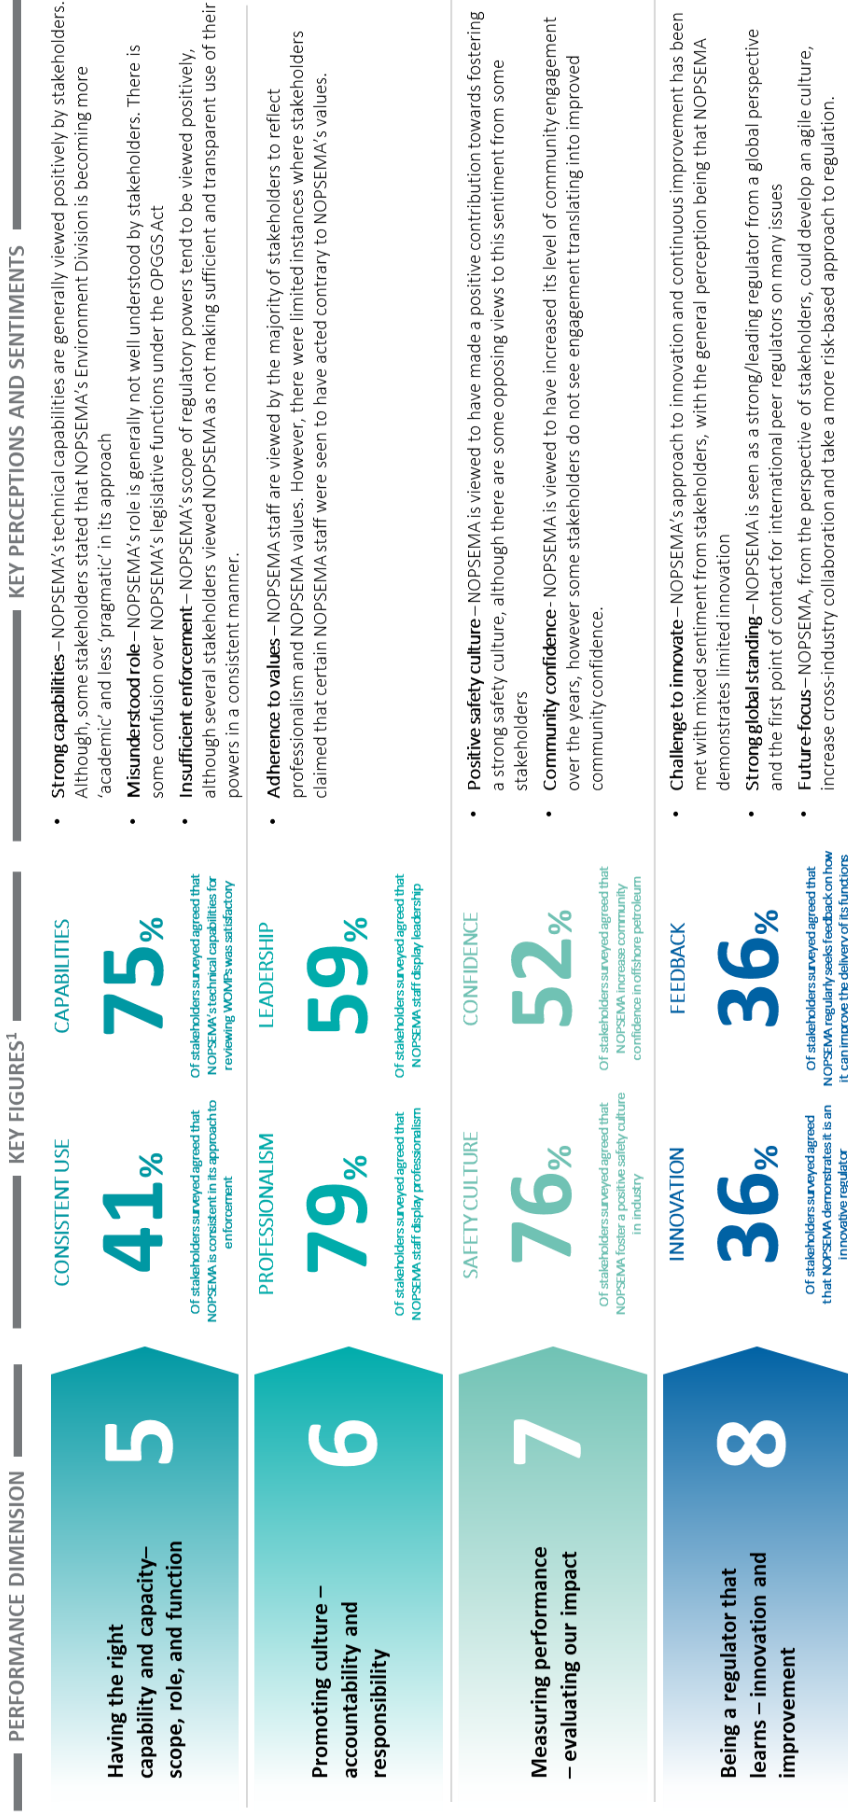 PERFORMANCE DIMENSION
KEY FIGURES1
KEY PERCEPTIONS AND SENTIMENTS
Having the right
capability and capacity–
scope, role, and function
5
CONSISTENT USE
41%
Of stakeholders surveyed agreed that
NOPSEMA is consistent in its approach to
enforcement
CAPABILITIES
75%
Of stakeholders surveyed agreed that
NOPSEMA's technical capabilities for
reviewing WOMPs was satisfactory
• Strong capabilities – NOPSEMA's technical capabilities are generally viewed positively by stakeholders.
Although, some stakeholders stated that NOPSEMA's Environment Division is becoming more
'academic' and less 'pragmatic' in its approach
• Misunderstood role – NOPSEMA's role is generally not well understood by stakeholders. There is
some confusion over NOPSEMA's legislative functions under the OPGGS Act
• Insufficient enforcement – NOPSEMA's scope of regulatory powers tend to be viewed positively,
although several stakeholders viewed NOPSEMA as not making sufficient and transparent use of their
powers in a consistent manner.
Promoting culture –
accountability and
responsibility
6
PROFESSIONALISM
79%
Of stakeholders surveyed agreed that
NOPSEMA staff display professionalism
LEADERSHIP
59%
Of stakeholders surveyed agreed that
NOPSEMA staff display leadership
• Adherence to values – NOPSEMA staff are viewed by the majority of stakeholders to reflect
professionalism and NOPSEMA values. However, there were limited instances where stakeholders
claimed that certain NOPSEMA staff were seen to have acted contrary to NOPSEMA's values.
Measuring performance
– evaluating our impact
7
SAFETY CULTURE
76%
Of stakeholders surveyed agreed that
NOPSEMA foster a positive safety culture
in industry
CONFIDENCE
52%
Of stakeholders surveyed agreed that
NOPSEMA increase community
confidence in offshore petroleum
• Positive safety culture – NOPSEMA is viewed to have made a positive contribution towards fostering
a strong safety culture, although there are some opposing views to this sentiment from some
stakeholders
• Community confidence- NOPSEMA is viewed to have increased its level of community engagement
over the years, however some stakeholders do not see engagement translating into improved
community confidence.
Being a regulator that
learns – innovation and
improvement
8
INNOVATION
36%
Of stakeholders surveyed agreed
that NOPSEMA demonstrates it is an
innovative regulator
FEEDBACK
36%
Of stakeholders surveyed agreed that
NOPSEMA regularly seeks feedback on how
it can improve the delivery of its functions
• Challenge to innovate – NOPSEMA's approach to innovation and continuous improvement has been
met with mixed sentiment from stakeholders, with the general perception being that NOPSEMA
demonstrates limited innovation
• Strong global standing – NOPSEMA is seen as a strong/leading regulator from a global perspective
and the first point of contact for international peer regulators on many issues
• Future-focus – NOPSEMA, from the perspective of stakeholders, could develop an agile culture,
increase cross-industry collaboration and take a more risk-based approach to regulation.